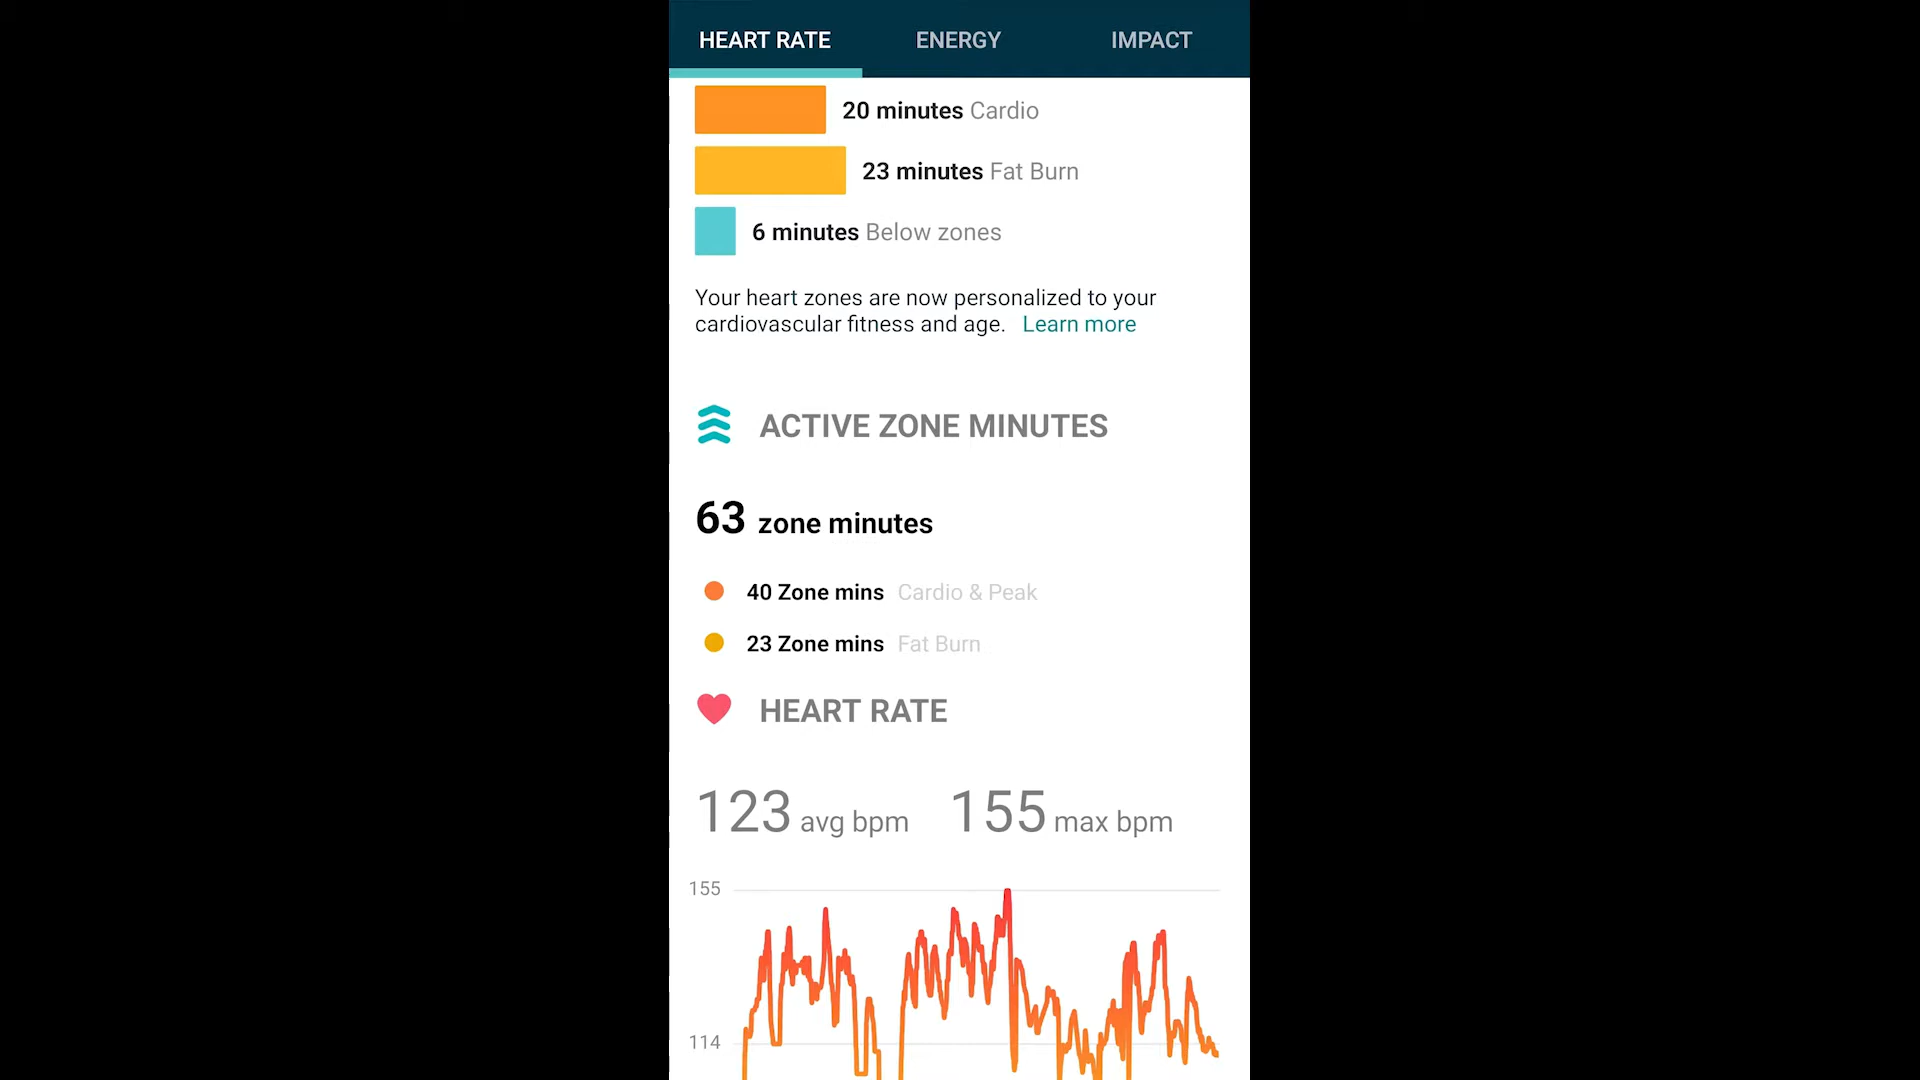 HEART RATE ENERGY IMPACT
20 minutes Cardio
23 minutes Fat Burn
6 minutes Below zones
Your heart zones are now personalized to your
cardiovascular fitness and age. Learn more
ACTIVE ZONE MINUTES
63 zone minutes
40 Zone mins Cardio & Peak
23 Zone mins Fat Burn
HEART RATE
123 avg bpm 155 max bpm
155
114